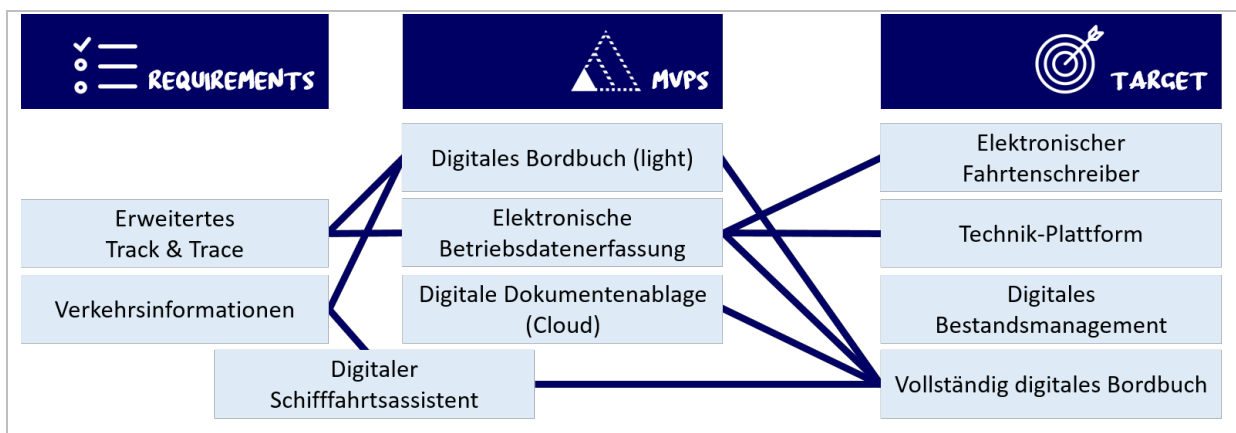 REQUIREMENTS
MVPS
TARGET
Digitales Bordbuch (light)
Elektronischer
Fahrtenschreiber
Erweitertes
Track & Trace
Elektronische
Betriebsdatenerfassung
Technik-Plattform
Verkehrsinformationen
Digitale Dokumentenablage
(Cloud)
Digitales
Bestandsmanagement
Digitaler
Schifffahrtsassistent
Vollständig digitales Bordbuch